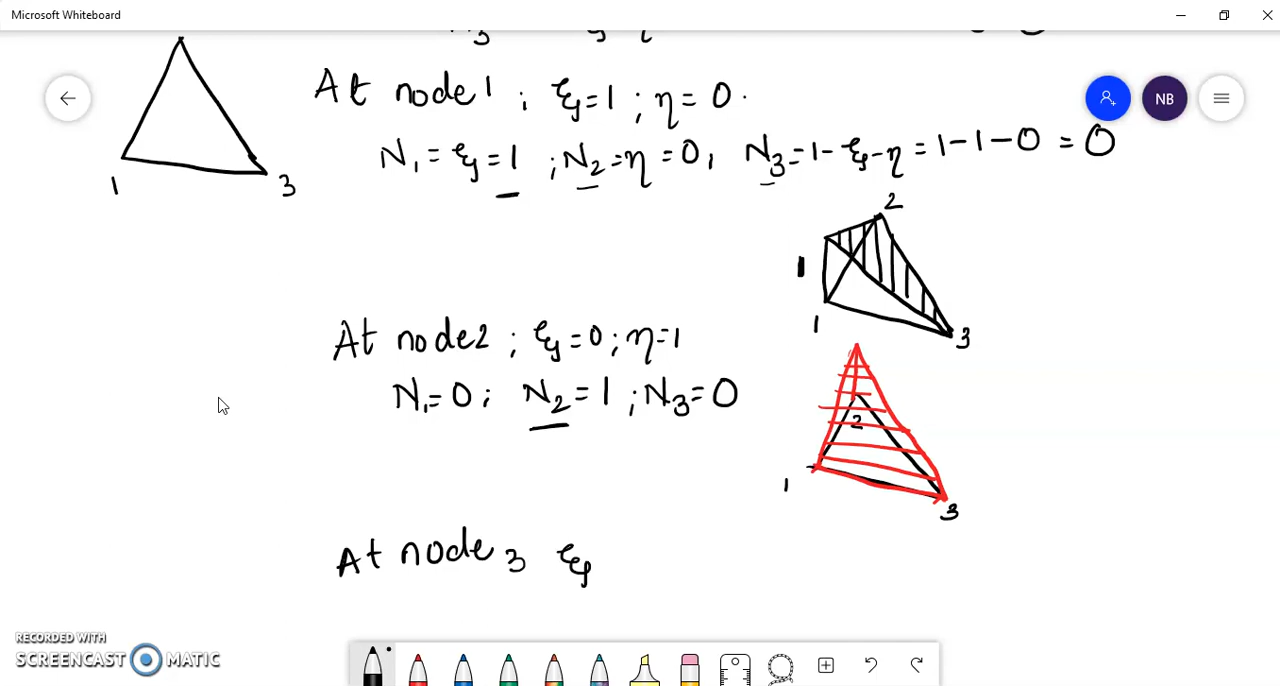 Microsoft Whiteboard
At node 1 ; ξ=1 ; η=0.
N₁=ξ=1 ; N₂=η=0, N₃=1-ξ-η=1-1-0=0
1
3
NB
2
1
1
3
At node2 ; ξ=0 ; η=1
N₁=0 ; N₂=1 ; N₃=0
2
1
3
At node 3 ξ
RECORDED WITH
SCREENCAST MATIC